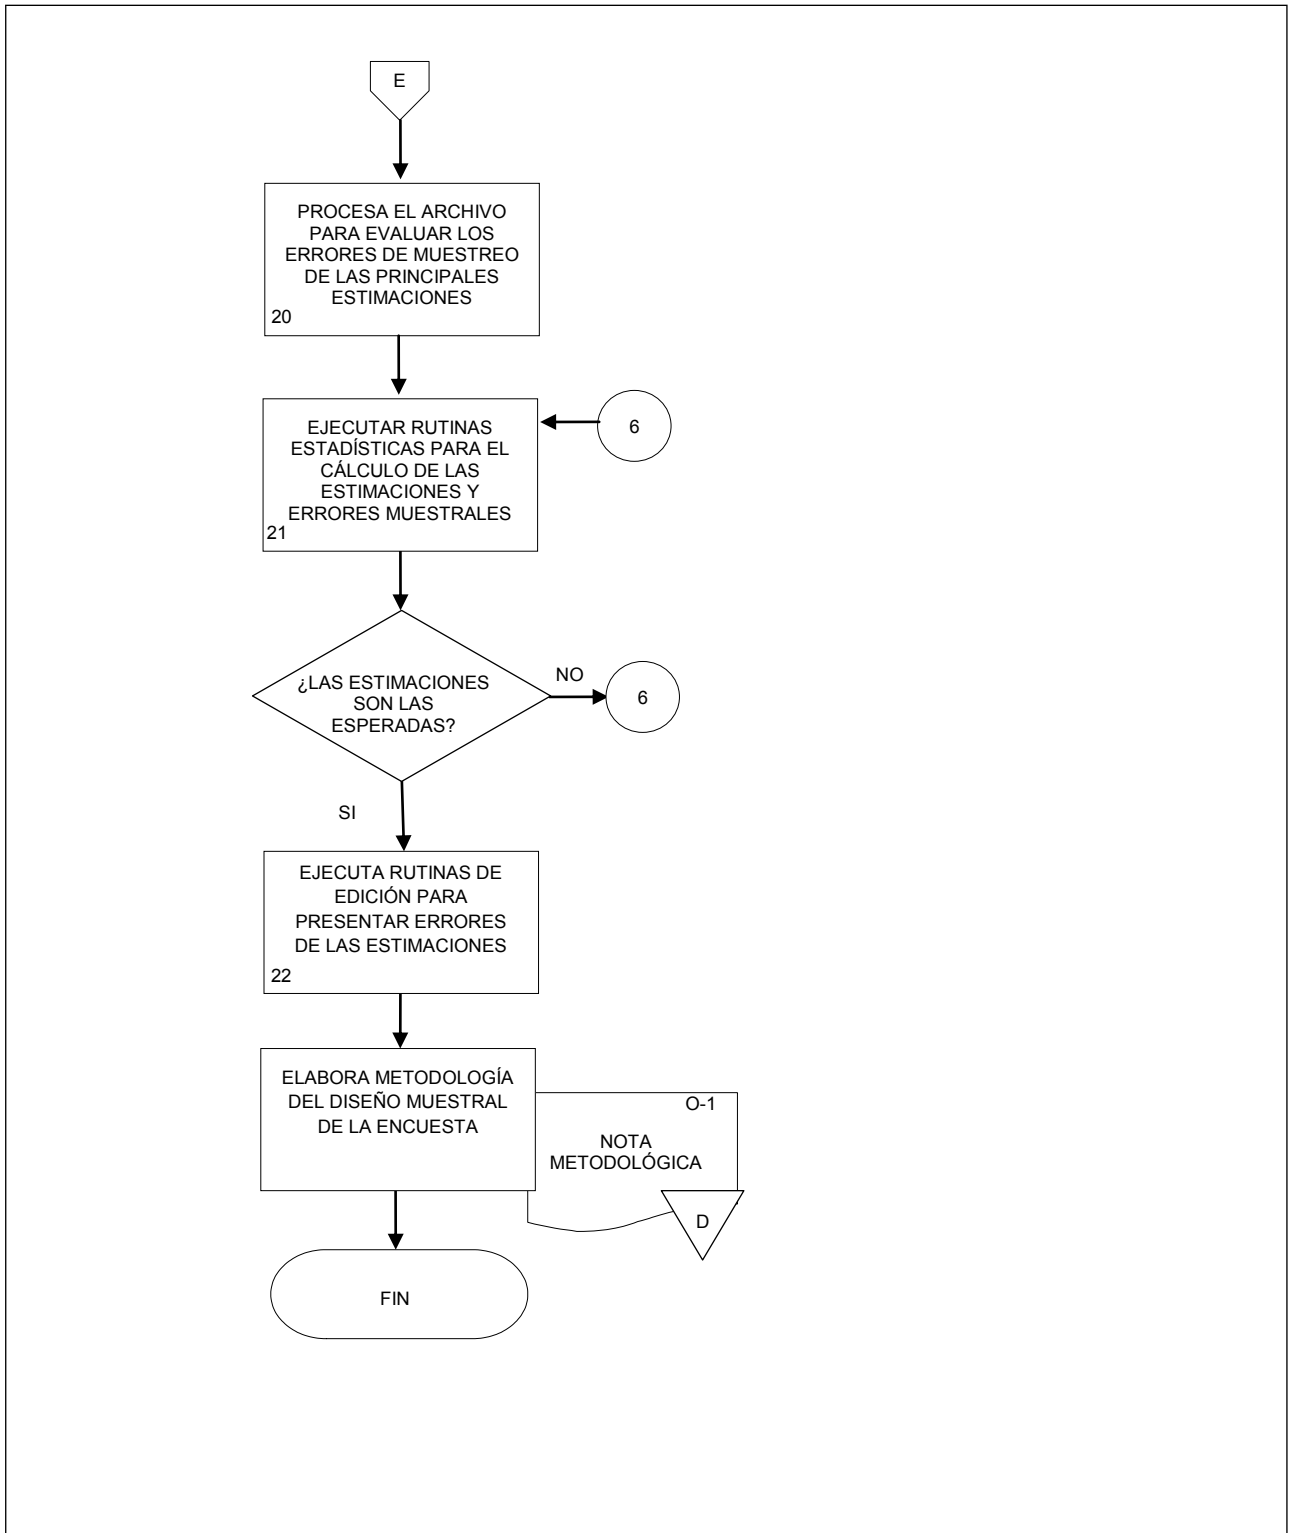 E
PROCESA EL ARCHIVO
PARA EVALUAR LOS
ERRORES DE MUESTREO
DE LAS PRINCIPALES
ESTIMACIONES
20
EJECUTAR RUTINAS
ESTADÍSTICAS PARA EL
CÁLCULO DE LAS
ESTIMACIONES Y
ERRORES MUESTRALES
21
6
¿LAS ESTIMACIONES
SON LAS
ESPERADAS?
NO
6
SI
EJECUTA RUTINAS DE
EDICIÓN PARA
PRESENTAR ERRORES
DE LAS ESTIMACIONES
22
ELABORA METODOLOGÍA
DEL DISEÑO MUESTRAL
DE LA ENCUESTA
O-1
NOTA
METODOLÓGICA
D
FIN